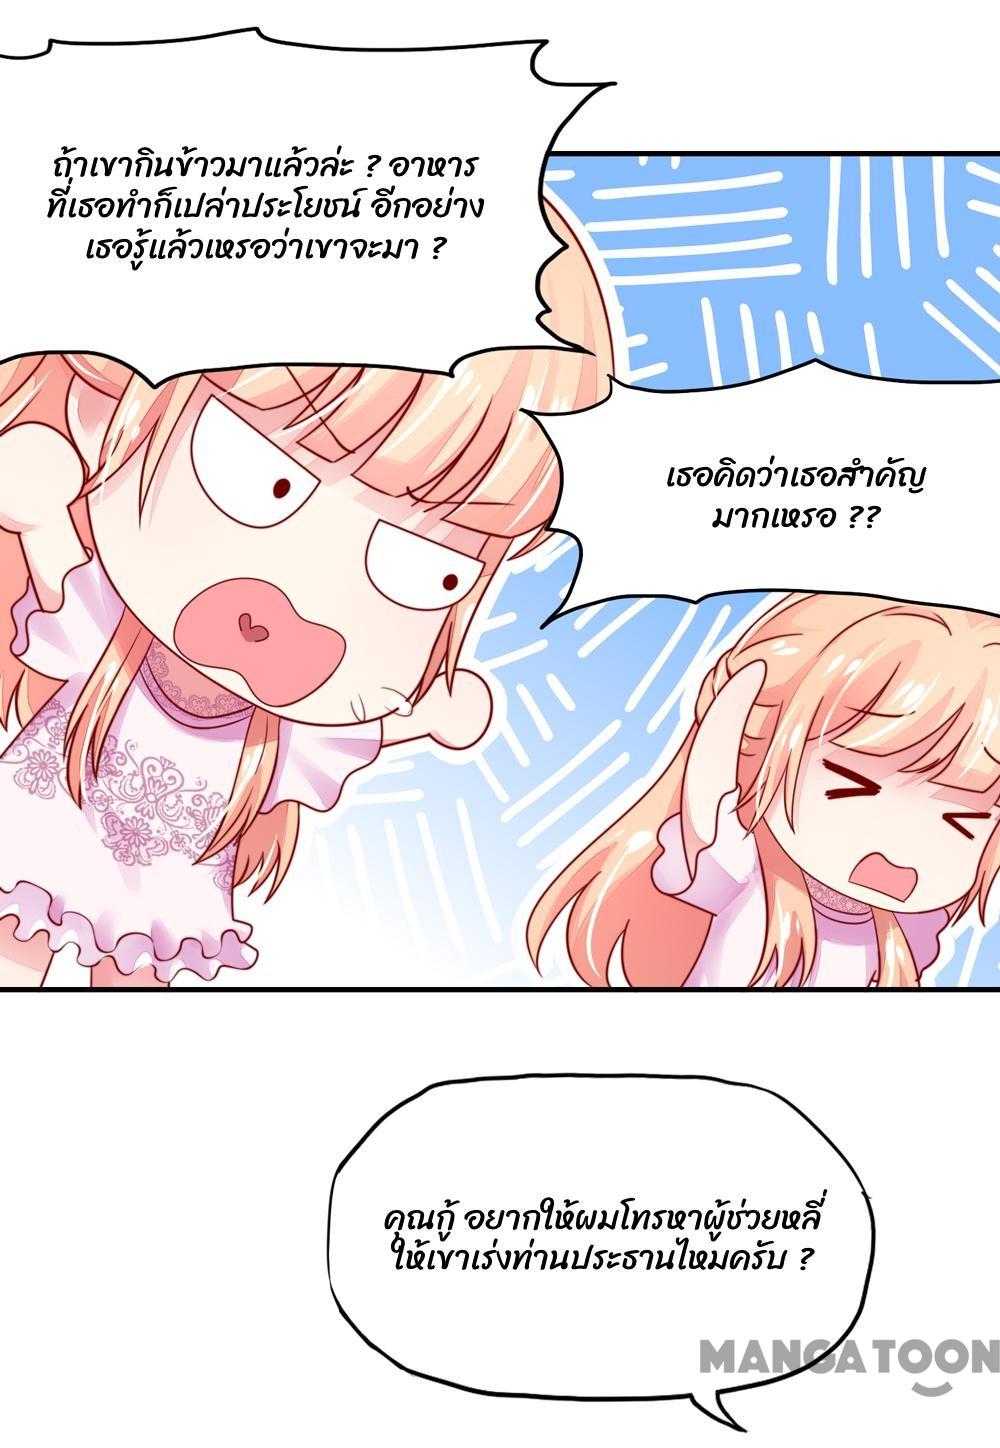 ถ้าเขากินข้าวมาแล้วล่ะ ? อาหาร
ที่เธอทำก็เปล่าประโยชน์ อีกอย่าง
เธอรู้แล้วเหรอว่าเขาจะมา ?
เธอคิดว่าเธอสำคัญ
มากเหรอ ??
คุณกู้ อยากให้ผมโทรหาผู้ช่วยหลี่
ให้เขาเร่งท่านประธานไหมครับ ?
MANGATOON